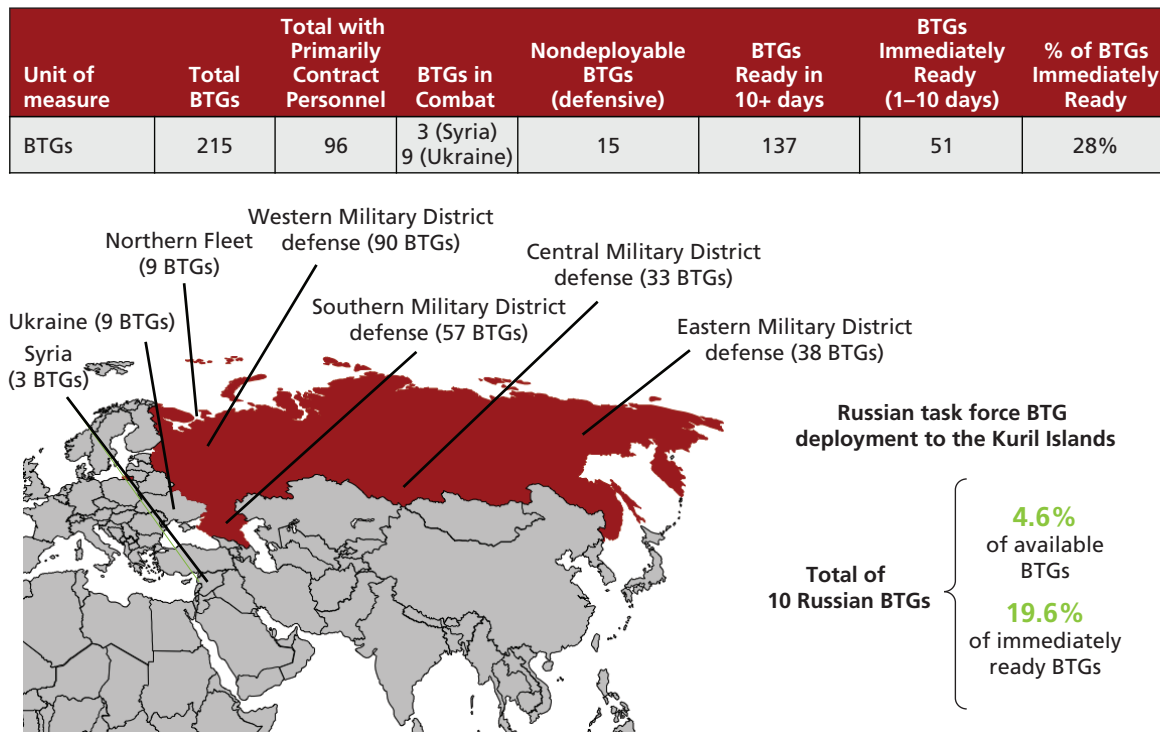 Unit of
measure
Total
BTGs
Total with
Primarily
Contract
Personnel
BTGs in
Combat
Nondeployable
BTGs
(defensive)
BTGs
Ready in
10+ days
BTGs
Immediately
Ready
(1–10 days)
% of BTGs
Immediately
Ready
BTGs
215
96
3 (Syria)
9 (Ukraine)
15
137
51
28%
Western Military District
defense (90 BTGs)
Northern Fleet
(9 BTGs)
Central Military District
defense (33 BTGs)
Southern Military District
defense (57 BTGs)
Ukraine (9 BTGs)
Eastern Military District
defense (38 BTGs)
Syria
(3 BTGs)
Russian task force BTG
deployment to the Kuril Islands
Total of
10 Russian BTGs
4.6%
of available
BTGs
19.6%
of immediately
ready BTGs